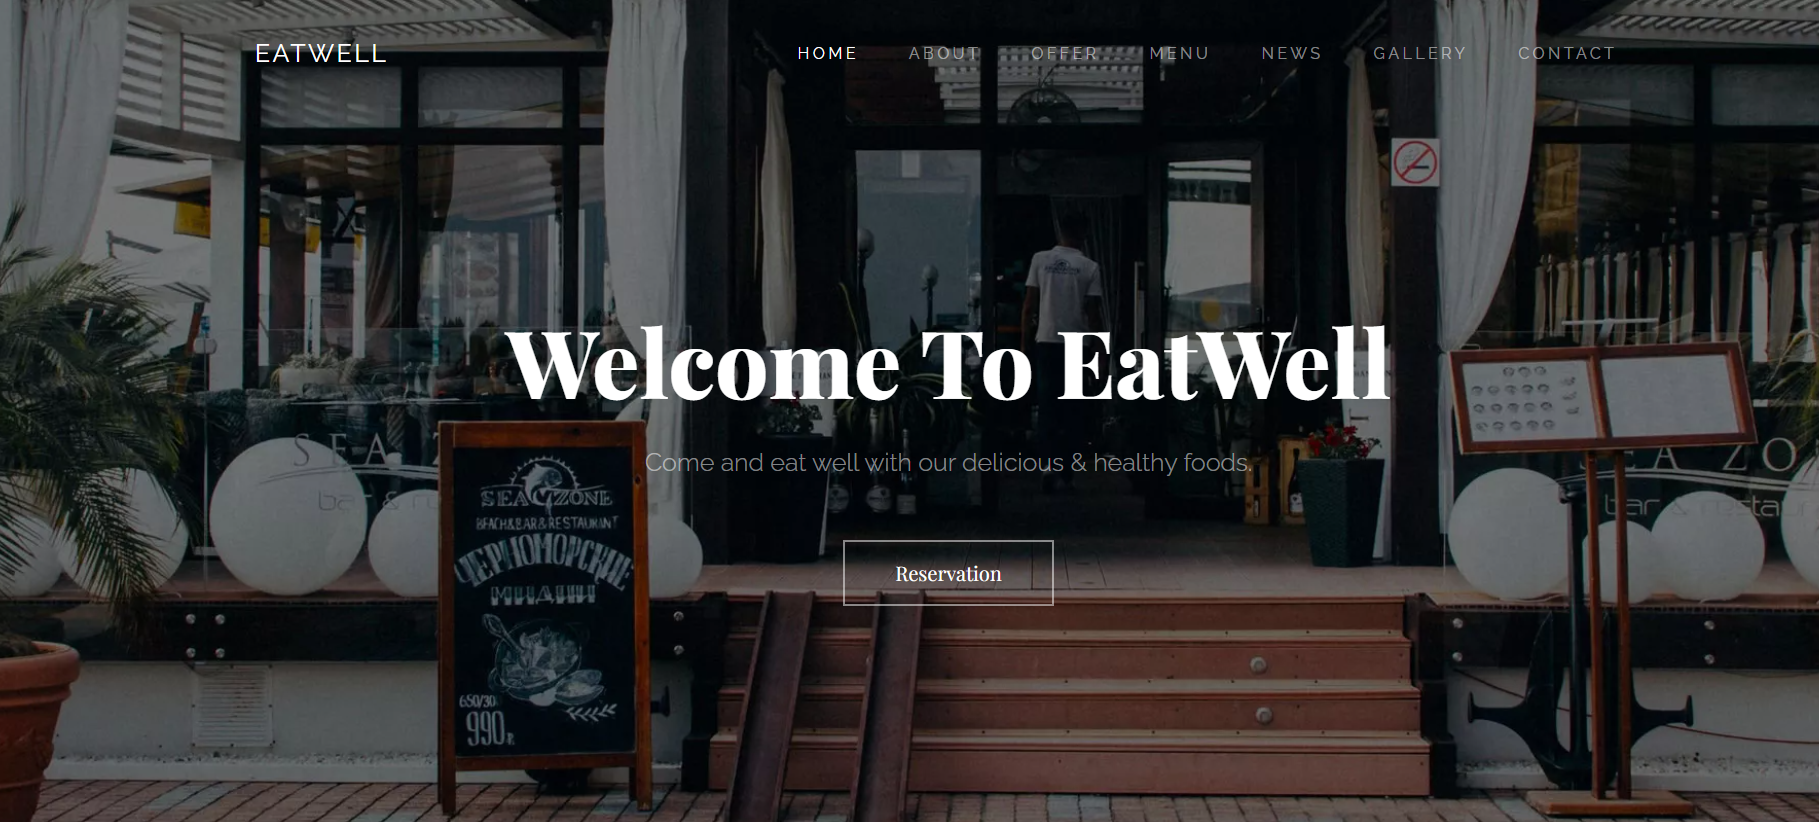 EATWELL
HOME ABOUT OFFER MENU NEWS GALLERY CONTACT
Welcome To EatWell
Come and eat well with our delicious & healthy foods.
Reservation
SEA ZONE
BEACH&BAR&RESTAURANT
ЧЕРНОМОРСКИЕ
МИДИИ
650/30
990р.
SEA
bar &
SEA ZO
bar & restau